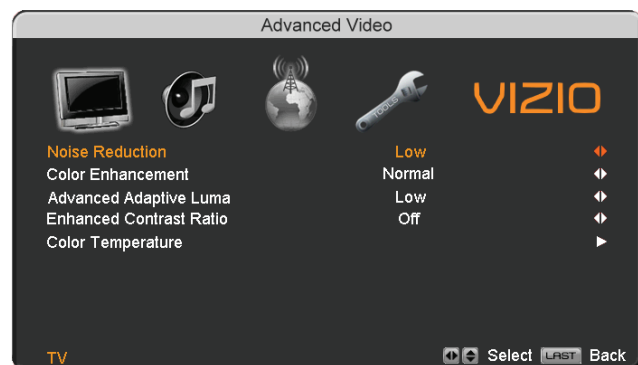 Advanced Video
TOOLS
VIZIO
Noise Reduction Low
Color Enhancement Normal
Advanced Adaptive Luma Low
Enhanced Contrast Ratio Off
Color Temperature
TV Select LAST Back